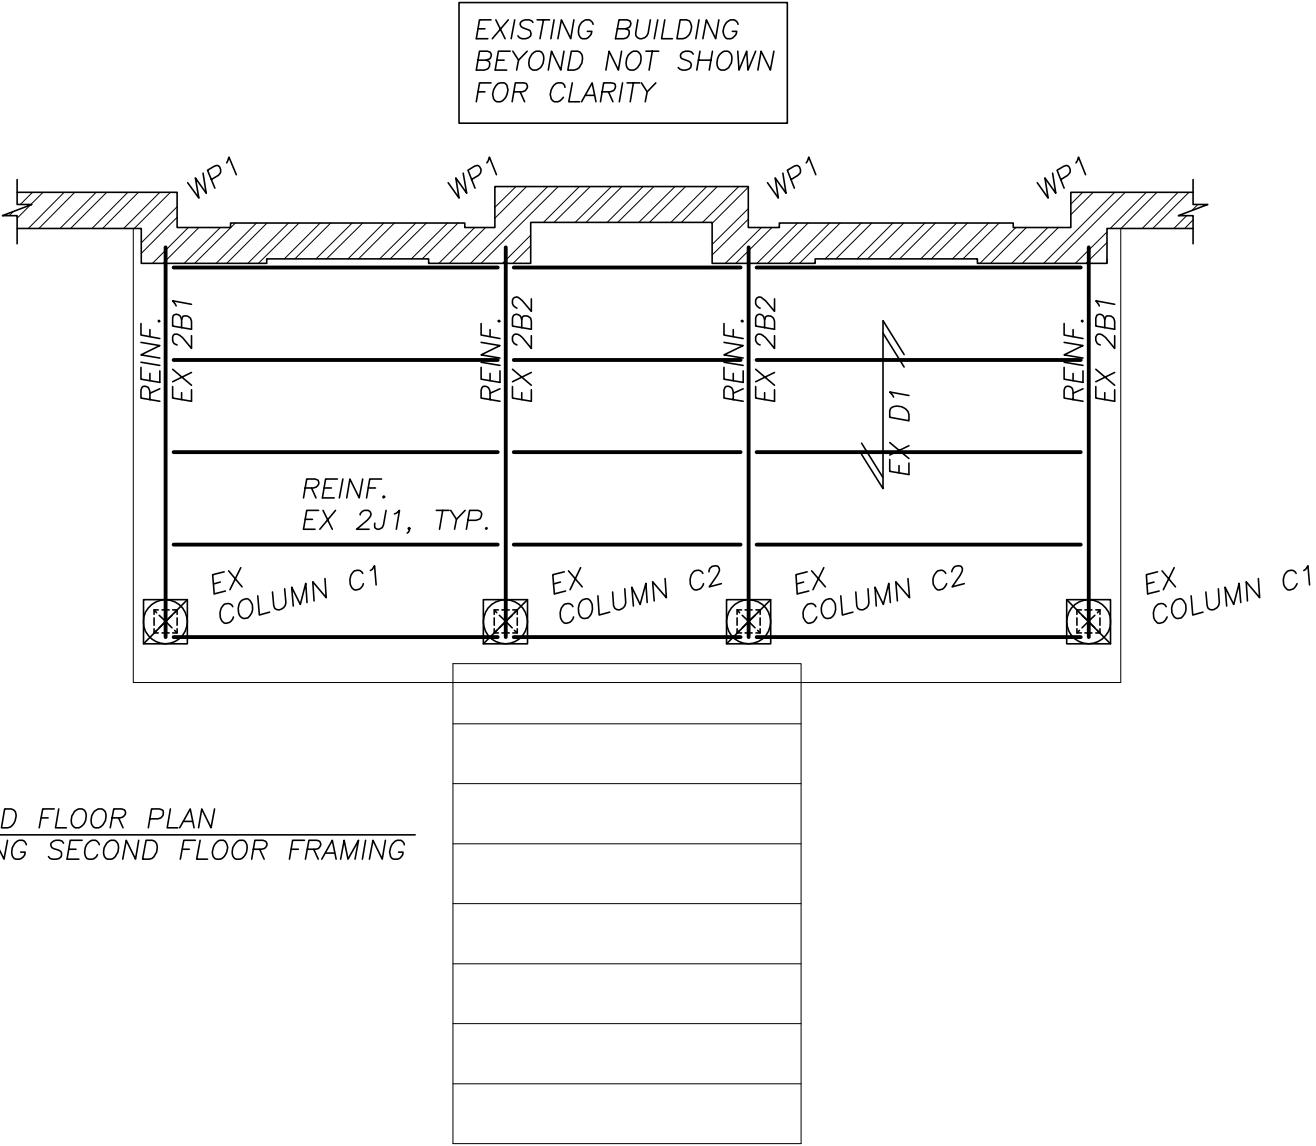 EXISTING BUILDING
BEYOND NOT SHOWN
FOR CLARITY
WP1
WP1
WP1
WP1
REINF.
EX 2B1
REINF.
EX 2B2
REINF.
EX 2B2
REINF.
EX 2B1
EX D1
REINF.
EX 2J1, TYP.
EX
COLUMN C1
EX
COLUMN C2
EX
COLUMN C2
EX
COLUMN C1
D FLOOR PLAN
NG SECOND FLOOR FRAMING